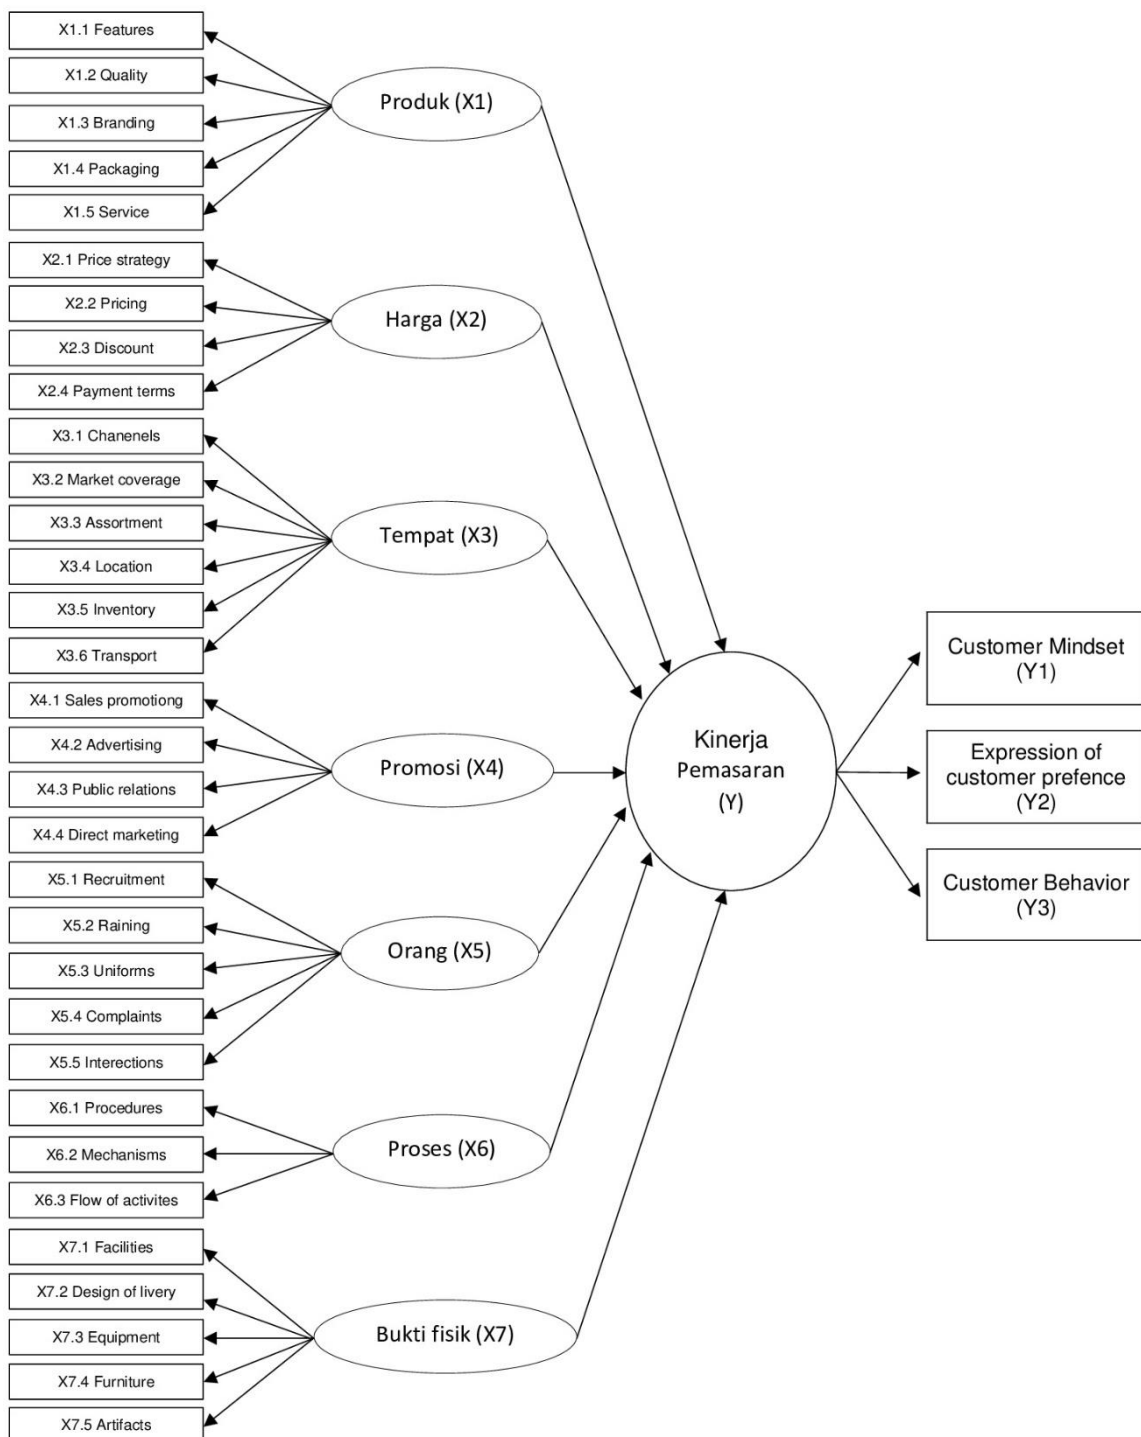 X1.1 Features
X1.2 Quality
X1.3 Branding
X1.4 Packaging
X1.5 Service
Produk (X1)
X2.1 Price strategy
X2.2 Pricing
X2.3 Discount
X2.4 Payment terms
Harga (X2)
X3.1 Chanenels
X3.2 Market coverage
X3.3 Assortment
X3.4 Location
X3.5 Inventory
X3.6 Transport
Tempat (X3)
X4.1 Sales promotiong
X4.2 Advertising
X4.3 Public relations
X4.4 Direct marketing
Promosi (X4)
X5.1 Recruitment
X5.2 Raining
X5.3 Uniforms
X5.4 Complaints
X5.5 Interections
Orang (X5)
X6.1 Procedures
X6.2 Mechanisms
X6.3 Flow of activites
Proses (X6)
X7.1 Facilities
X7.2 Design of livery
X7.3 Equipment
X7.4 Furniture
X7.5 Artifacts
Bukti fisik (X7)
Kinerja
Pemasaran
(Y)
Customer Mindset
(Y1)
Expression of
customer prefence
(Y2)
Customer Behavior
(Y3)